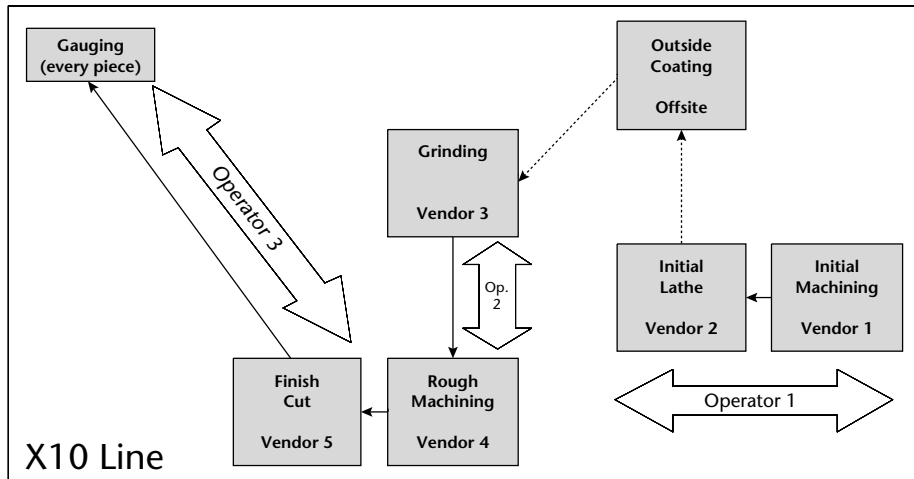 Gauging
(every piece)
Operator 3
Outside
Coating
Offsite
Grinding
Vendor 3
Op.
2
Initial
Lathe
Vendor 2
Initial
Machining
Vendor 1
Operator 1
Finish
Cut
Vendor 5
Rough
Machining
Vendor 4
X10 Line